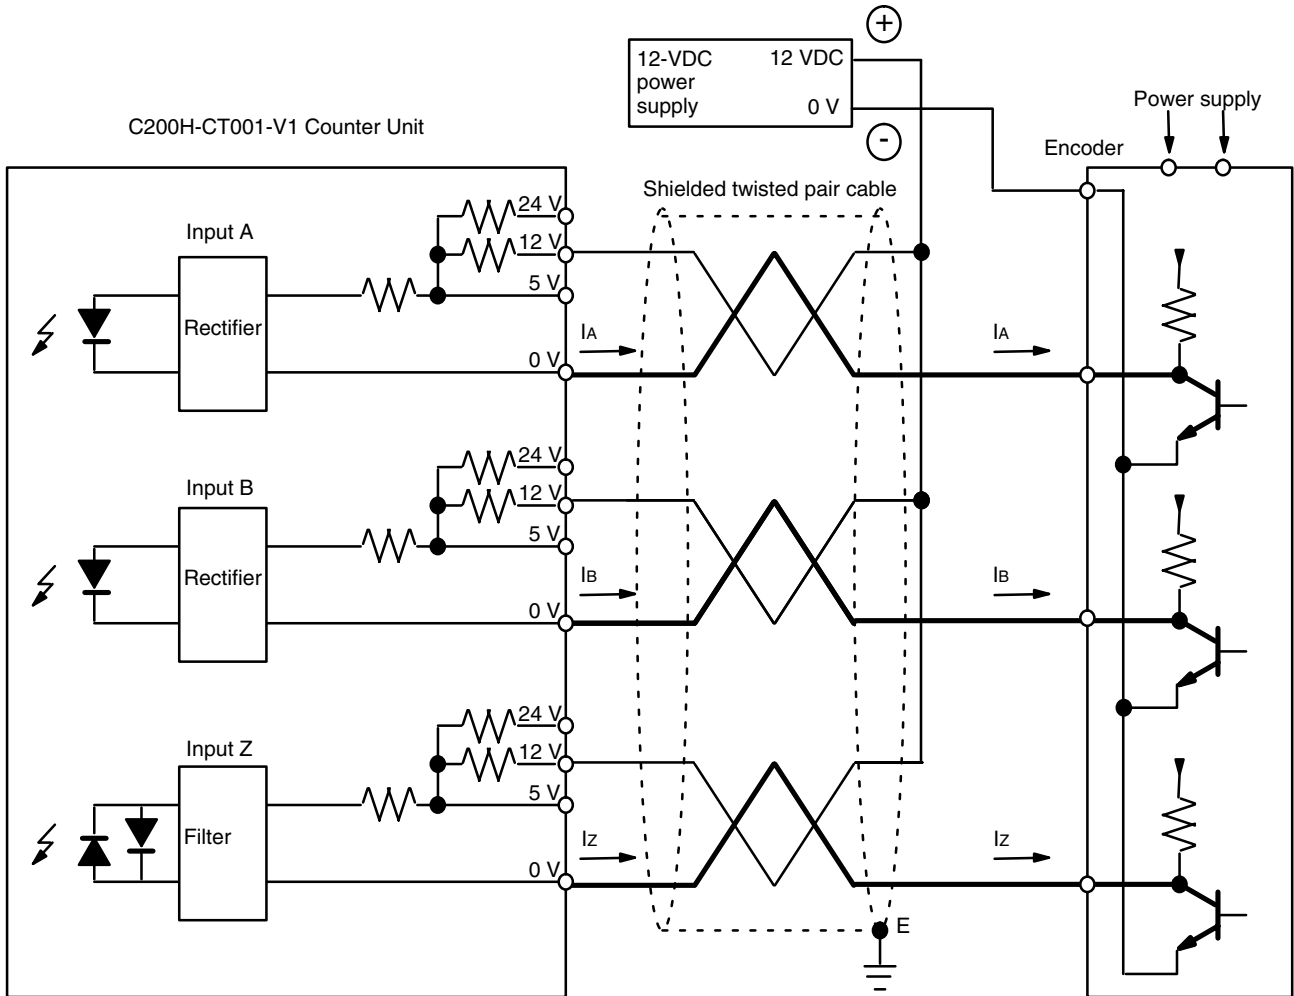 12-VDC 12 VDC
power
supply 0 V
+
-
Power supply
C200H-CT001-V1 Counter Unit
Encoder
Shielded twisted pair cable
Input A
24 V
12 V
5 V
Rectifier
0 V
IA
IA
Input B
24 V
12 V
5 V
Rectifier
0 V
IB
IB
Input Z
24 V
12 V
5 V
Filter
0 V
IZ
IZ
E